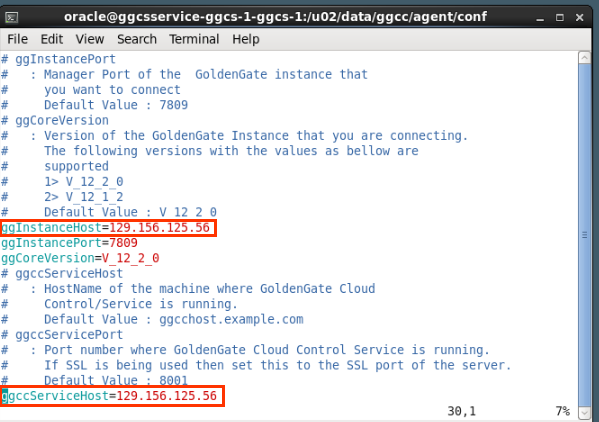 oracle@ggcsservice-ggcs-1-ggcs-1:/u02/data/ggcc/agent/conf
File Edit View Search Terminal Help
# ggInstancePort
#   : Manager Port of the  GoldenGate instance that
#     you want to connect
#     Default Value : 7809
# ggCoreVersion
#   : Version of the GoldenGate Instance that you are connecting.
#     The following versions with the values as bellow are
#     supported
#     1> V_12_2_0
#     2> V_12_1_2
#     Default Value : V 12 2 0
ggInstanceHost=129.156.125.56
ggInstancePort=7809
ggCoreVersion=V_12_2_0
# ggccServiceHost
#   : HostName of the machine where GoldenGate Cloud
#     Control/Service is running.
#     Default Value : ggcchost.example.com
# ggccServicePort
#   : Port number where GoldenGate Cloud Control Service is running.
#     If SSL is being used then set this to the SSL port of the server.
#     Default Value : 8001
ggccServiceHost=129.156.125.56
30,1 7%